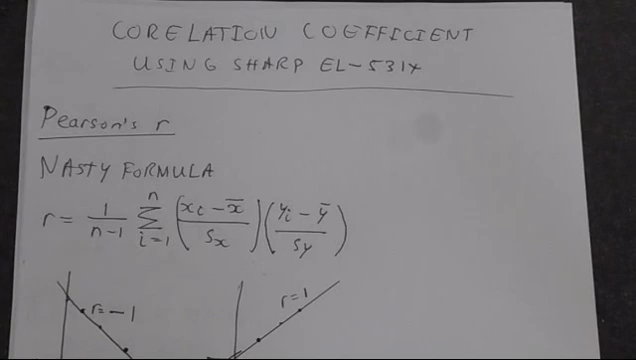 CORELATION COEFFICIENT
USING SHARP EL-531X
Pearson's r
NASTY FORMULA
r = 1/(n-1) Σ_{i=1}^{n} ((x_i - x̄)/S_x) ((y_i - ȳ)/S_y)
r=-1
r=1